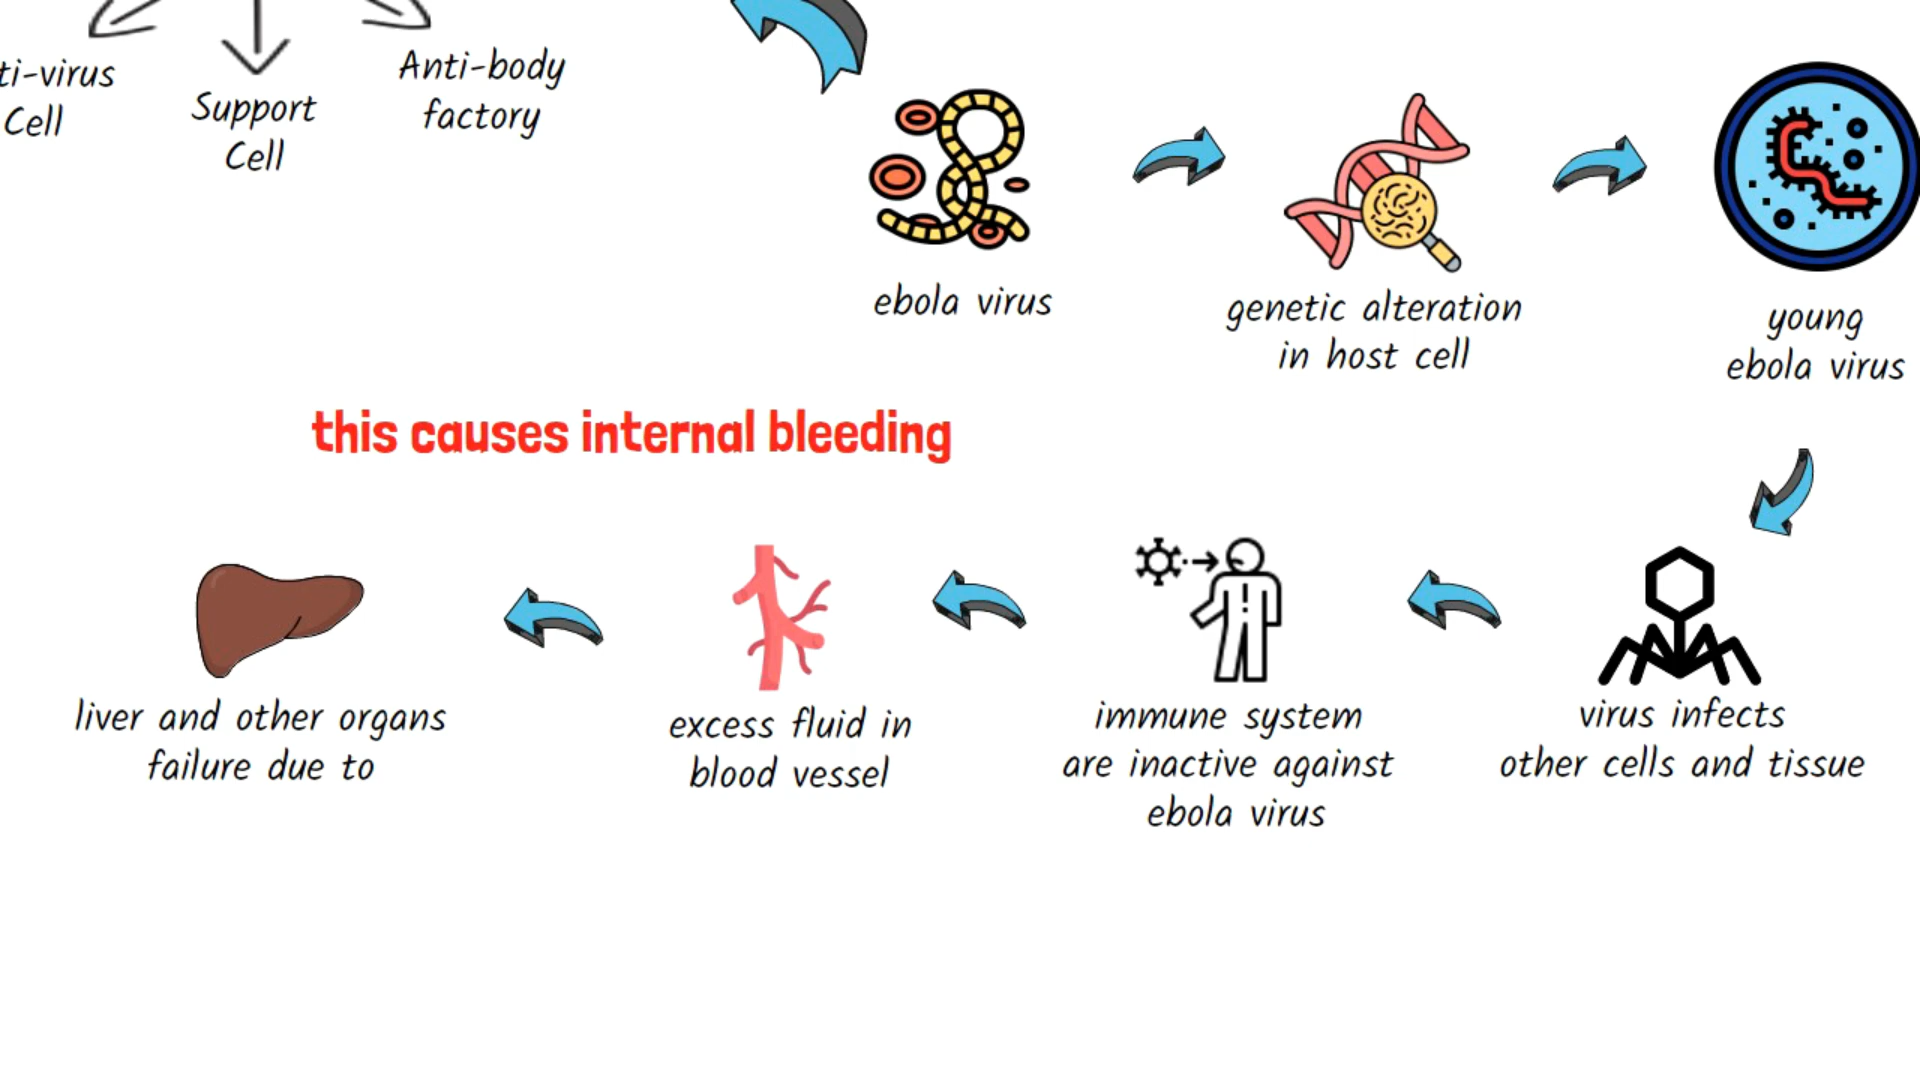 ti-virus
Cell
Support
Cell
Anti-body
factory
ebola virus
genetic alteration
in host cell
young
ebola virus
this causes internal bleeding
liver and other organs
failure due to
excess fluid in
blood vessel
immune system
are inactive against
ebola virus
virus infects
other cells and tissue